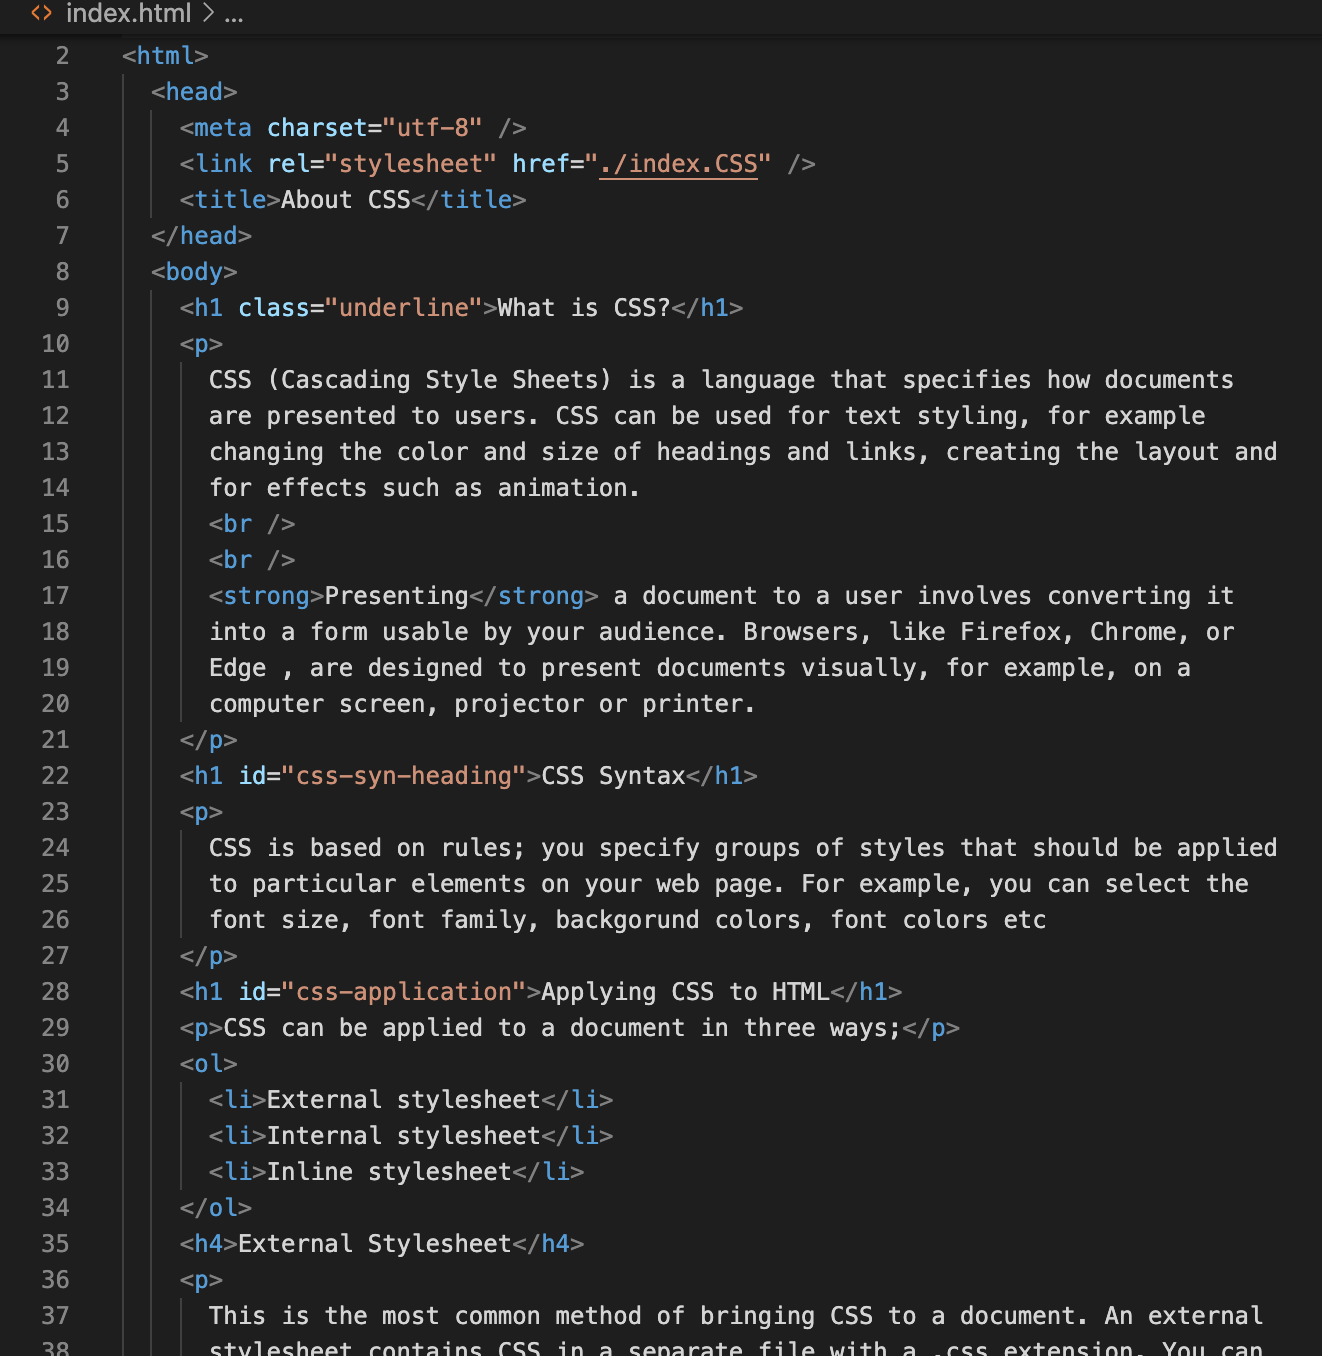 <> index.html > ...
2 <html>
3 <head>
4 <meta charset="utf-8" />
5 <link rel="stylesheet" href="./index.CSS" />
6 <title>About CSS</title>
7 </head>
8 <body>
9 <h1 class="underline">What is CSS?</h1>
10 <p>
11 CSS (Cascading Style Sheets) is a language that specifies how documents
12 are presented to users. CSS can be used for text styling, for example
13 changing the color and size of headings and links, creating the layout and
14 for effects such as animation.
15 <br />
16 <br />
17 <strong>Presenting</strong> a document to a user involves converting it
18 into a form usable by your audience. Browsers, like Firefox, Chrome, or
19 Edge , are designed to present documents visually, for example, on a
20 computer screen, projector or printer.
21 </p>
22 <h1 id="css-syn-heading">CSS Syntax</h1>
23 <p>
24 CSS is based on rules; you specify groups of styles that should be applied
25 to particular elements on your web page. For example, you can select the
26 font size, font family, backgorund colors, font colors etc
27 </p>
28 <h1 id="css-application">Applying CSS to HTML</h1>
29 <p>CSS can be applied to a document in three ways;</p>
30 <ol>
31 <li>External stylesheet</li>
32 <li>Internal stylesheet</li>
33 <li>Inline stylesheet</li>
34 </ol>
35 <h4>External Stylesheet</h4>
36 <p>
37 This is the most common method of bringing CSS to a document. An external
38 stylesheet contains CSS in a separate file with a .css extension. You can